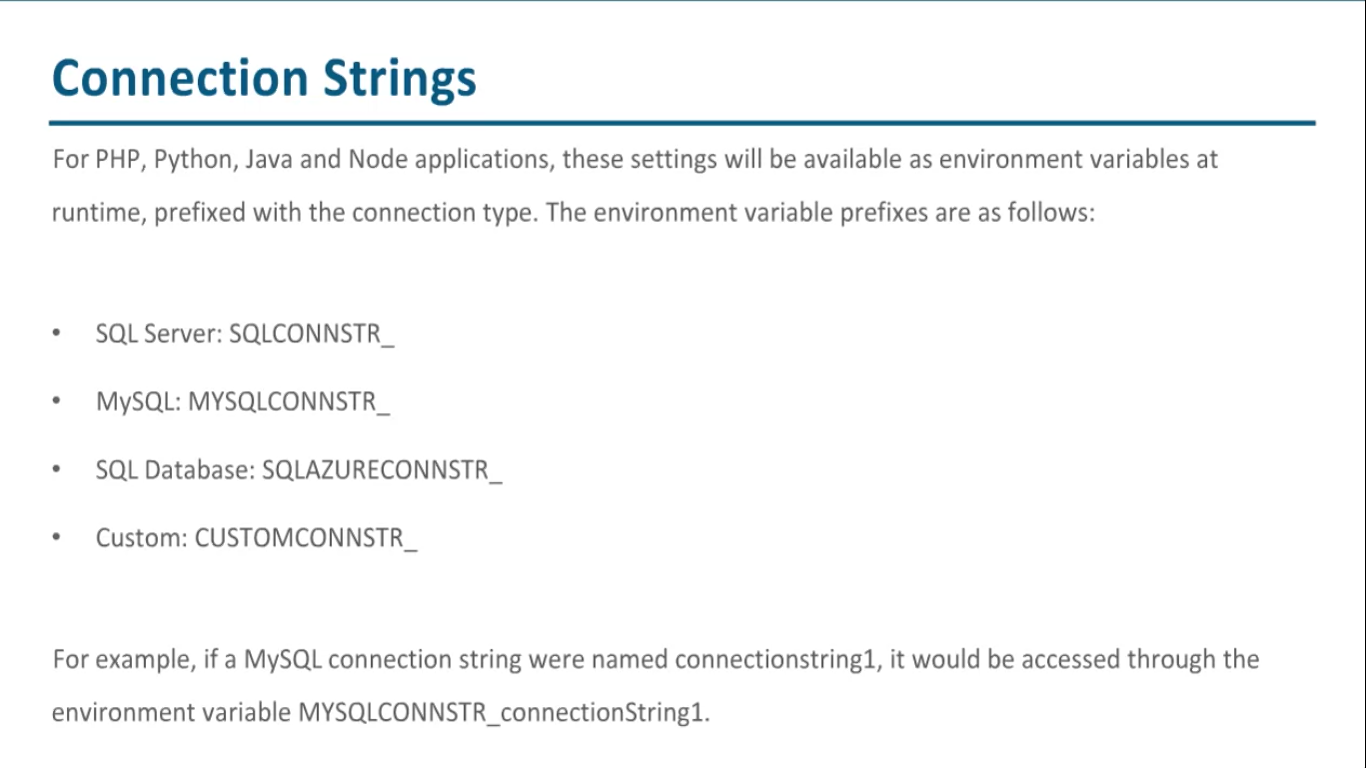 Connection Strings
For PHP, Python, Java and Node applications, these settings will be available as environment variables at
runtime, prefixed with the connection type. The environment variable prefixes are as follows:
• SQL Server: SQLCONNSTR_
• MySQL: MYSQLCONNSTR_
• SQL Database: SQLAZURECONNSTR_
• Custom: CUSTOMCONNSTR_
For example, if a MySQL connection string were named connectionstring1, it would be accessed through the
environment variable MYSQLCONNSTR_connectionString1.